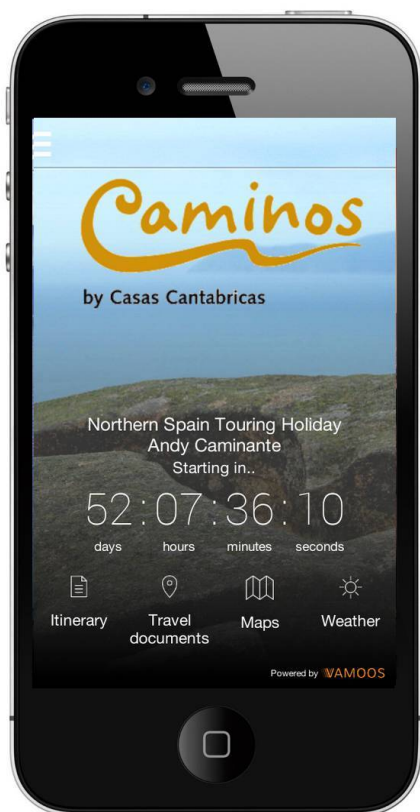 Caminos
by Casas Cantabricas
Northern Spain Touring Holiday
Andy Caminante
Starting in..
52:07:36:10
days hours minutes seconds
Itinerary Travel documents Maps Weather
Powered by VAMOOS